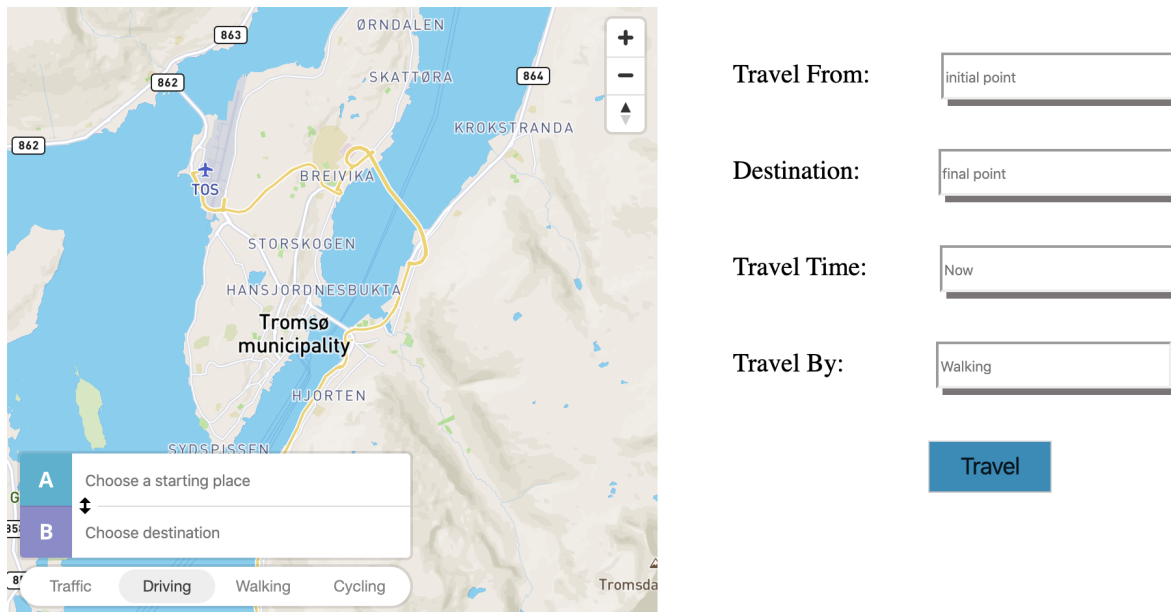 ØRNDALEN
863
SKATTØRA
862
864
KROKSTRANDA
862
BREIVIKA
TOS
STORSKOGEN
HANSJORDNESBUKTA
Tromsø
municipality
HJORTEN
SYDSPISSEN
A Choose a starting place
B Choose destination
Traffic Driving Walking Cycling
Tromsda
Travel From: initial point
Destination: final point
Travel Time: Now
Travel By: Walking
Travel